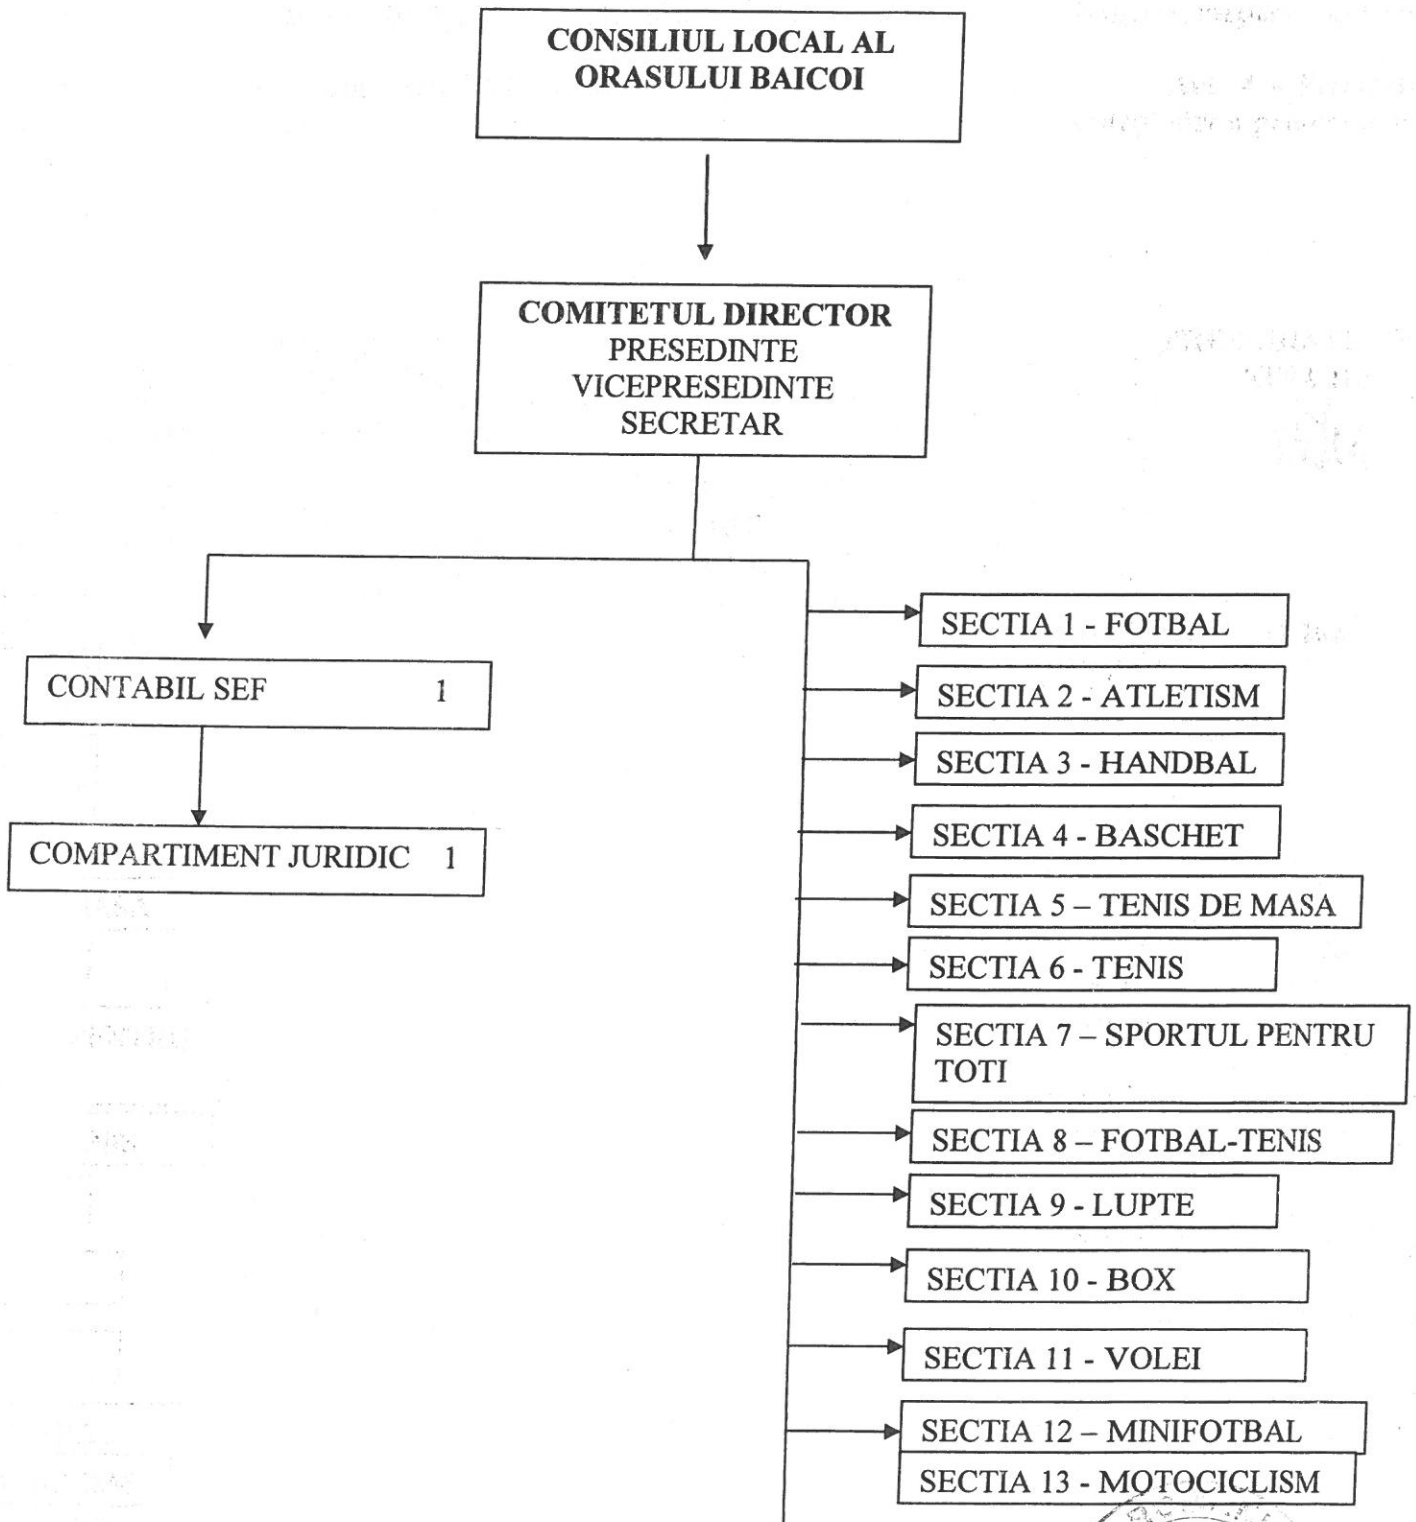 CONSILIUL LOCAL AL
ORASULUI BAICOI
COMITETUL DIRECTOR
PRESEDINTE
VICEPRESEDINTE
SECRETAR
CONTABIL SEF 1
COMPARTIMENT JURIDIC 1
SECTIA 1 - FOTBAL
SECTIA 2 - ATLETISM
SECTIA 3 - HANDBAL
SECTIA 4 - BASCHET
SECTIA 5 – TENIS DE MASA
SECTIA 6 - TENIS
SECTIA 7 – SPORTUL PENTRU
TOTI
SECTIA 8 – FOTBAL-TENIS
SECTIA 9 - LUPTE
SECTIA 10 - BOX
SECTIA 11 - VOLEI
SECTIA 12 – MINIFOTBAL
SECTIA 13 - MOTOCICLISM